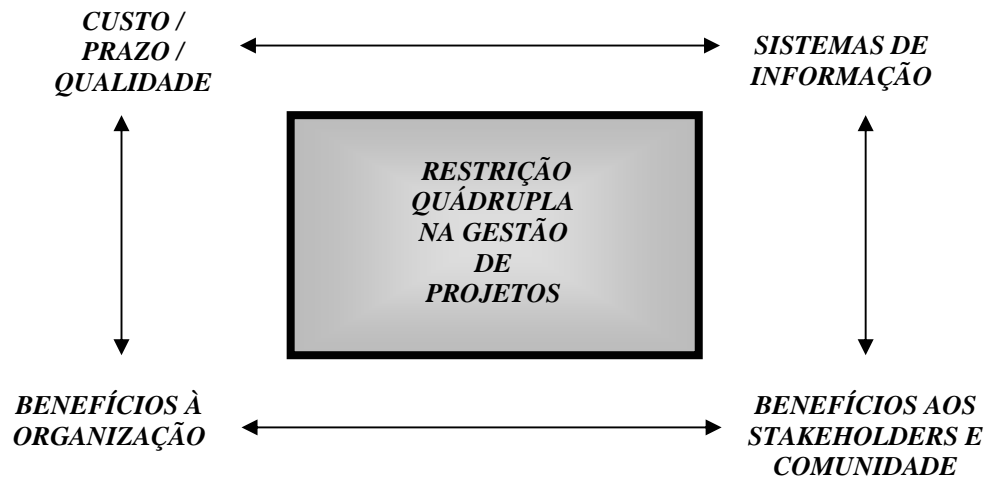 CUSTO /
PRAZO /
QUALIDADE
SISTEMAS DE
INFORMAÇÃO
RESTRIÇÃO
QUÁDRUPLA
NA GESTÃO
DE
PROJETOS
BENEFÍCIOS À
ORGANIZAÇÃO
BENEFÍCIOS AOS
STAKEHOLDERS E
COMUNIDADE